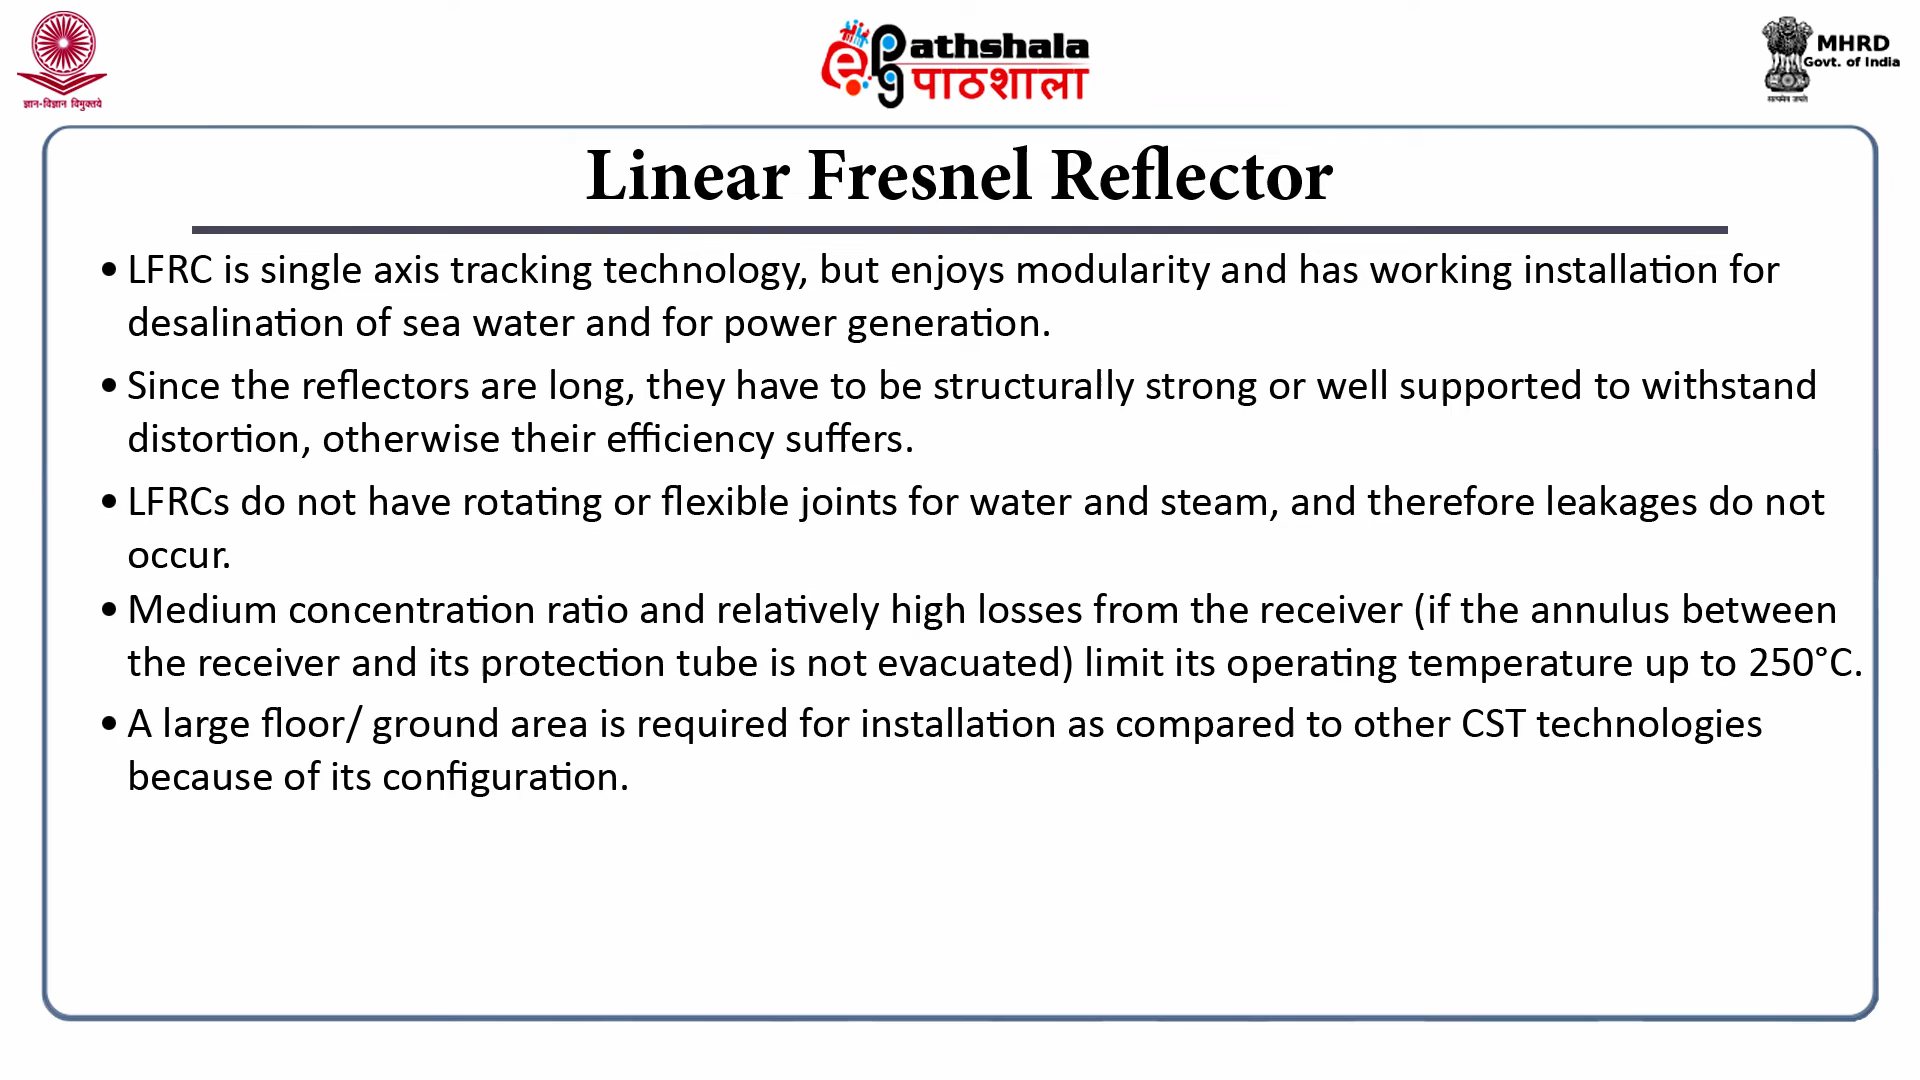 ज्ञान-विज्ञान विमुक्तये
ePathshala
पाठशाला
MHRD
Govt. of India
सत्यमेव जयते
Linear Fresnel Reflector
• LFRC is single axis tracking technology, but enjoys modularity and has working installation for
desalination of sea water and for power generation.
• Since the reflectors are long, they have to be structurally strong or well supported to withstand
distortion, otherwise their efficiency suffers.
• LFRCs do not have rotating or flexible joints for water and steam, and therefore leakages do not
occur.
• Medium concentration ratio and relatively high losses from the receiver (if the annulus between
the receiver and its protection tube is not evacuated) limit its operating temperature up to 250°C.
• A large floor/ ground area is required for installation as compared to other CST technologies
because of its configuration.